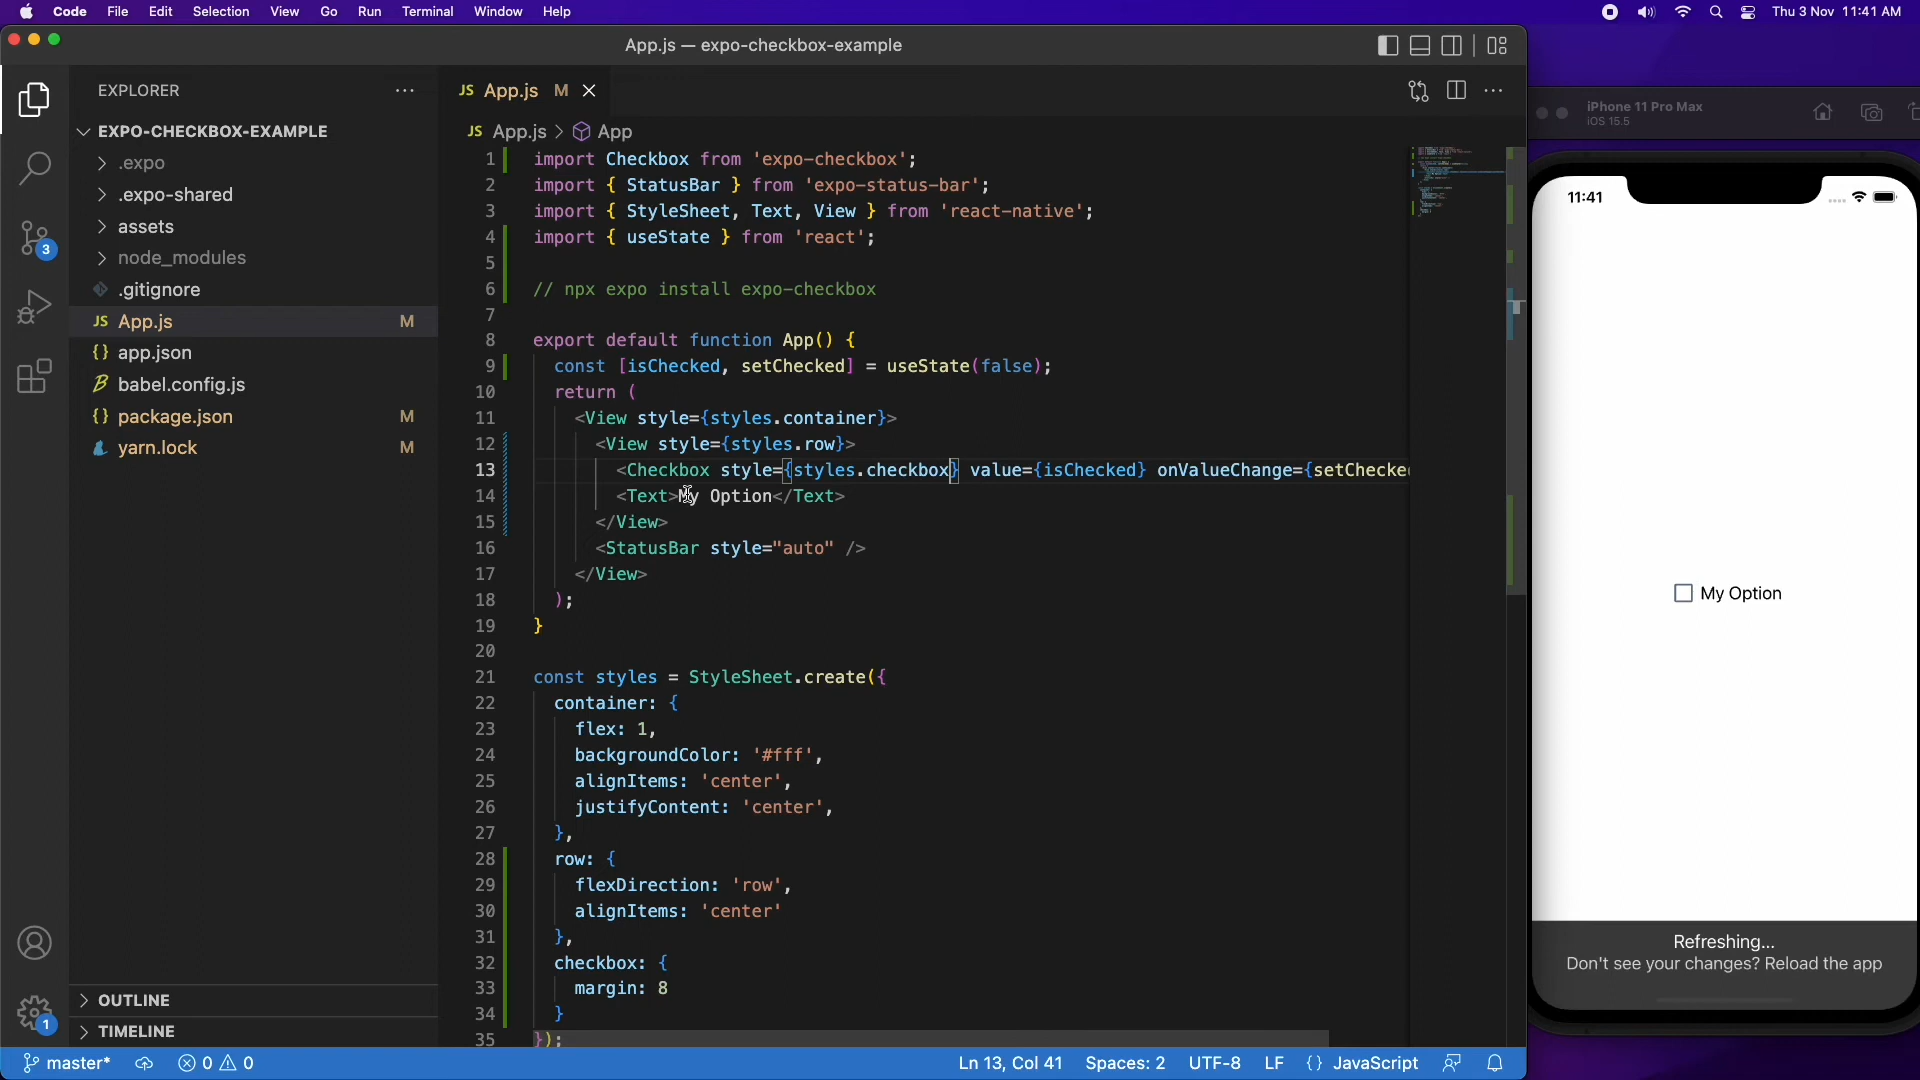 Code File Edit Selection View Go Run Terminal Window Help Thu 3 Nov 11:41 AM
App.js — expo-checkbox-example
EXPLORER
EXPO-CHECKBOX-EXAMPLE
.expo
.expo-shared
assets
node_modules
.gitignore
JS App.js M
{} app.json
babel.config.js
{} package.json M
yarn.lock M
OUTLINE
TIMELINE
3
1
JS App.js M
JS App.js > App
1 import Checkbox from 'expo-checkbox';
2 import { StatusBar } from 'expo-status-bar';
3 import { StyleSheet, Text, View } from 'react-native';
4 import { useState } from 'react';
5
6 // npx expo install expo-checkbox
7
8 export default function App() {
9 const [isChecked, setChecked] = useState(false);
10 return (
11 <View style={styles.container}>
12 <View style={styles.row}>
13 <Checkbox style={styles.checkbox} value={isChecked} onValueChange={setChecke
14 <Text>My Option</Text>
15 </View>
16 <StatusBar style="auto" />
17 </View>
18 );
19 }
20
21 const styles = StyleSheet.create({
22 container: {
23 flex: 1,
24 backgroundColor: '#fff',
25 alignItems: 'center',
26 justifyContent: 'center',
27 },
28 row: {
29 flexDirection: 'row',
30 alignItems: 'center'
31 },
32 checkbox: {
33 margin: 8
34 }
35 });
iPhone 11 Pro Max
iOS 15.5
11:41
My Option
Refreshing...
Don't see your changes? Reload the app
master* 0 0 Ln 13, Col 41 Spaces: 2 UTF-8 LF {} JavaScript